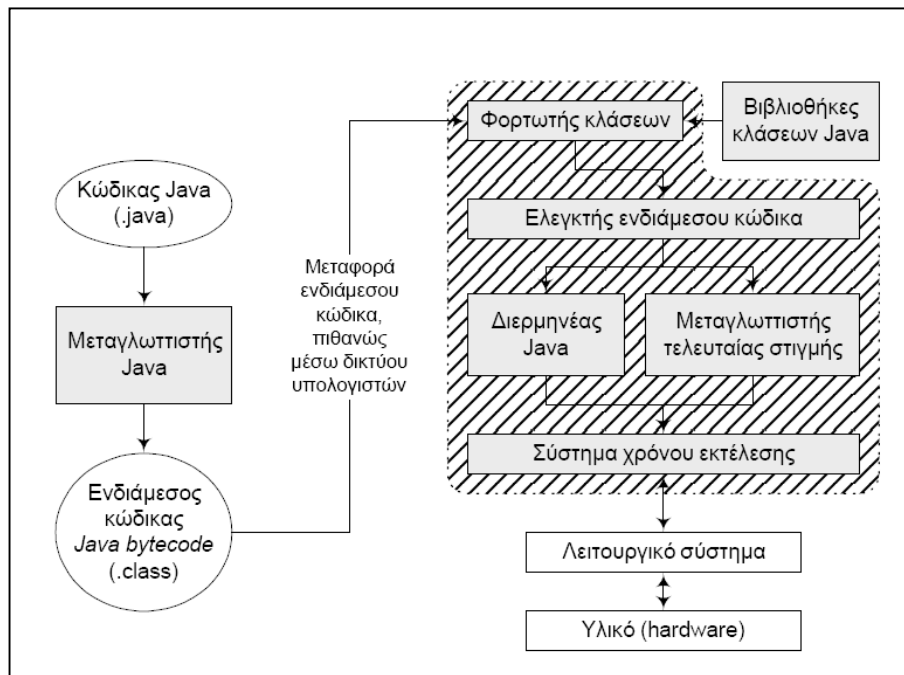 Κώδικας Java
(.java)
Μεταγλωττιστής
Java
Ενδιάμεσος
κώδικας
Java bytecode
(.class)
Μεταφορά
ενδιάμεσου
κώδικα,
πιθανώς
μέσω δικτύου
υπολογιστών
Φορτωτής κλάσεων
Βιβλιοθήκες
κλάσεων Java
Ελεγκτής ενδιάμεσου κώδικα
Διερμηνέας
Java
Μεταγλωττιστής
τελευταίας στιγμής
Σύστημα χρόνου εκτέλεσης
Λειτουργικό σύστημα
Υλικό (hardware)